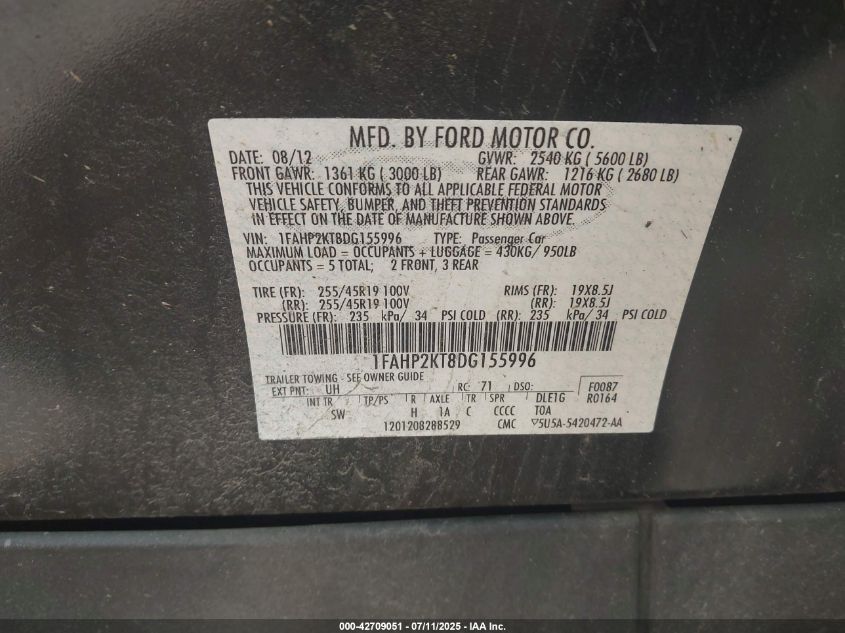 MFD. BY FORD MOTOR CO.
DATE: 08/12 GVWR: 2540 KG ( 5600 LB)
FRONT GAWR: 1361 KG ( 3000 LB) REAR GAWR: 1216 KG ( 2680 LB)
THIS VEHICLE CONFORMS TO ALL APPLICABLE FEDERAL MOTOR
VEHICLE SAFETY, BUMPER, AND THEFT PREVENTION STANDARDS
IN EFFECT ON THE DATE OF MANUFACTURE SHOWN ABOVE.
VIN: 1FAHP2KT8DG155996 TYPE: Passenger Car
MAXIMUM LOAD = OCCUPANTS + LUGGAGE = 430KG/ 950LB
OCCUPANTS = 5 TOTAL; 2 FRONT, 3 REAR
TIRE (FR): 255/45R19 100V RIMS (FR): 19X8.5J
(RR): 255/45R19 100V (RR): 19X8.5J
PRESSURE (FR): 235 kPa/ 34 PSI COLD (RR): 235 kPa/ 34 PSI COLD
1FAHP2KT8DG155996
TRAILER TOWING - SEE OWNER GUIDE
EXT PNT: UH RC: 71 DSO: F0087
INT TR TP/PS R AXLE TR SPR DLE1G R0164
SW H 1A C CCCC TOA
120120828B529 CMC 5U5A-5420472-AA
000-42709051 - 07/11/2025 - IAA Inc.